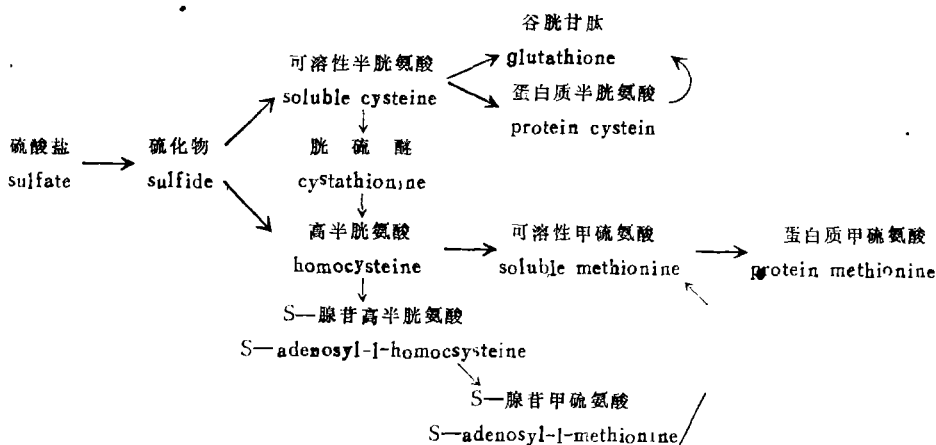 谷胱甘肽
glutathione
可溶性半胱氨酸
soluble cysteine
蛋白质半胱氨酸
protein cystein
硫酸盐
sulfate
硫化物
sulfide
胱硫醚
cystathionine
高半胱氨酸
homocysteine
可溶性甲硫氨酸
soluble methionine
蛋白质甲硫氨酸
protein methionine
S—腺苷高半胱氨酸
S—adenosyl-l-homocsysteine
S—腺苷甲硫氨酸
S—adenosyl-l-methionine